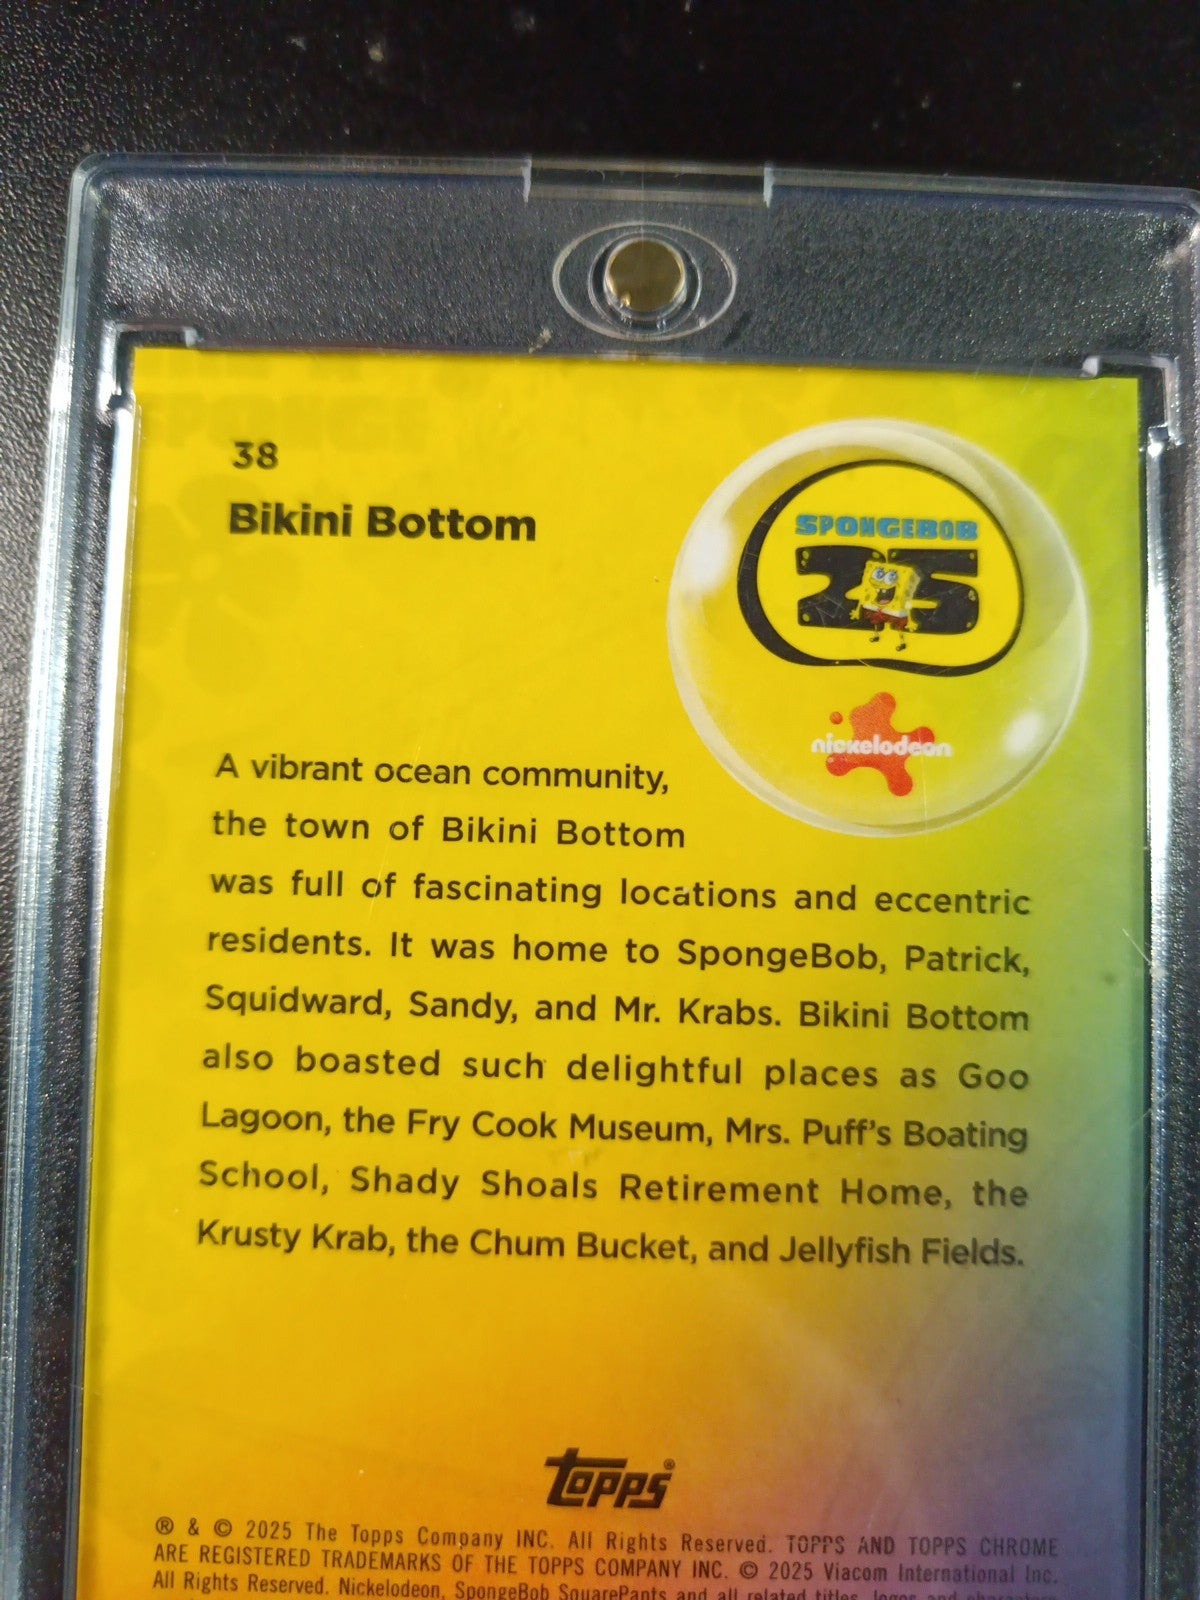 38
Bikini Bottom
SPONGEBOB
25
nickelodeon
A vibrant ocean community,
the town of Bikini Bottom
was full of fascinating locations and eccentric
residents. It was home to SpongeBob, Patrick,
Squidward, Sandy, and Mr. Krabs. Bikini Bottom
also boasted such delightful places as Goo
Lagoon, the Fry Cook Museum, Mrs. Puff's Boating
School, Shady Shoals Retirement Home, the
Krusty Krab, the Chum Bucket, and Jellyfish Fields.
topps®
® & © 2025 The Topps Company INC. All Rights Reserved. TOPPS AND TOPPS CHROME
ARE REGISTERED TRADEMARKS OF THE TOPPS COMPANY INC. © 2025 Viacom International Inc.
All Rights Reserved. Nickelodeon, SpongeBob SquarePants and all related titles, logos and characters